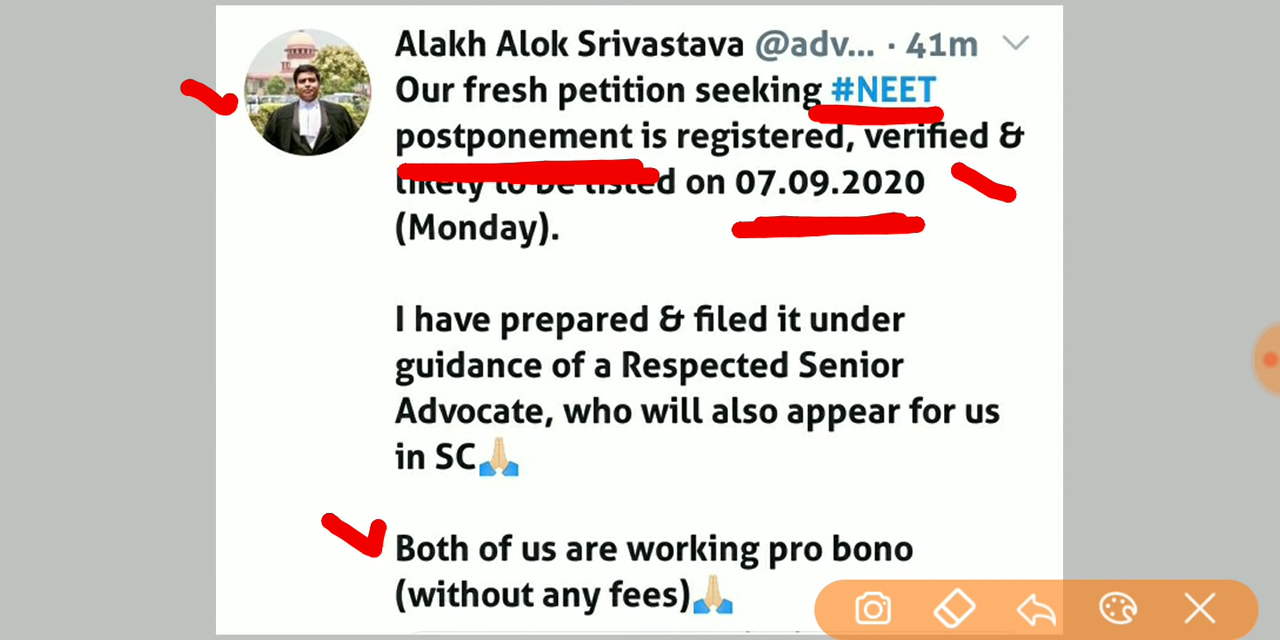 Alakh Alok Srivastava @adv... · 41m
Our fresh petition seeking #NEET
postponement is registered, verified &
likely to be listed on 07.09.2020
(Monday).
I have prepared & filed it under
guidance of a Respected Senior
Advocate, who will also appear for us
in SC🙏🏼
Both of us are working pro bono
(without any fees)🙏🏼